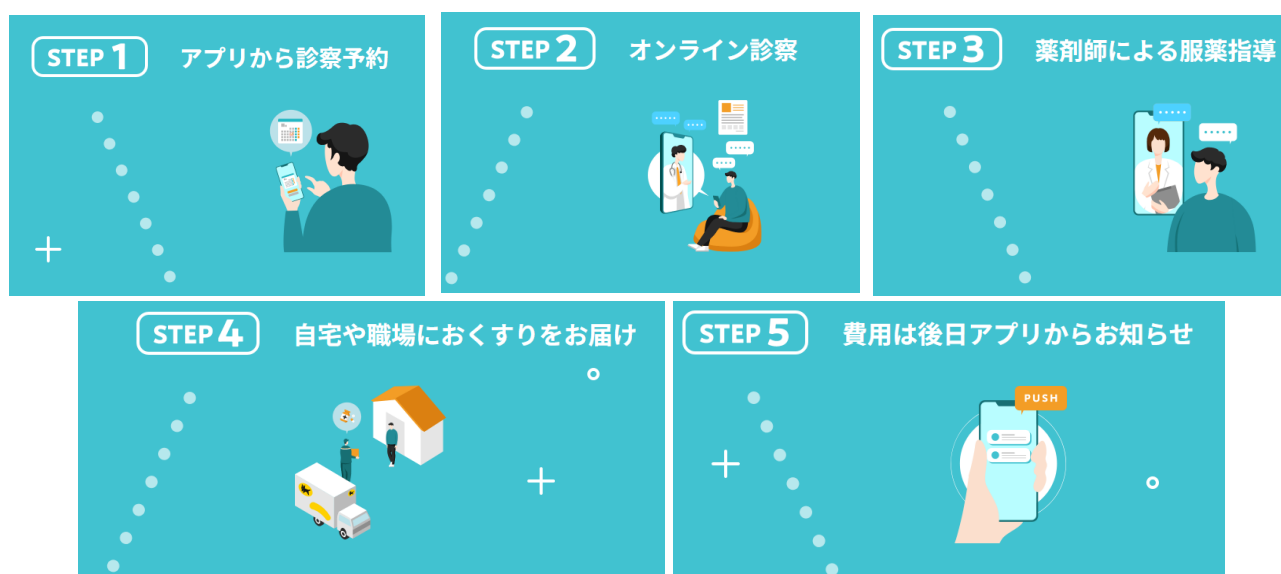 STEP 1 アプリから診察予約
STEP 2 オンライン診察
STEP 3 薬剤師による服薬指導
STEP 4 自宅や職場におくすりをお届け
STEP 5 費用は後日アプリからお知らせ
PUSH